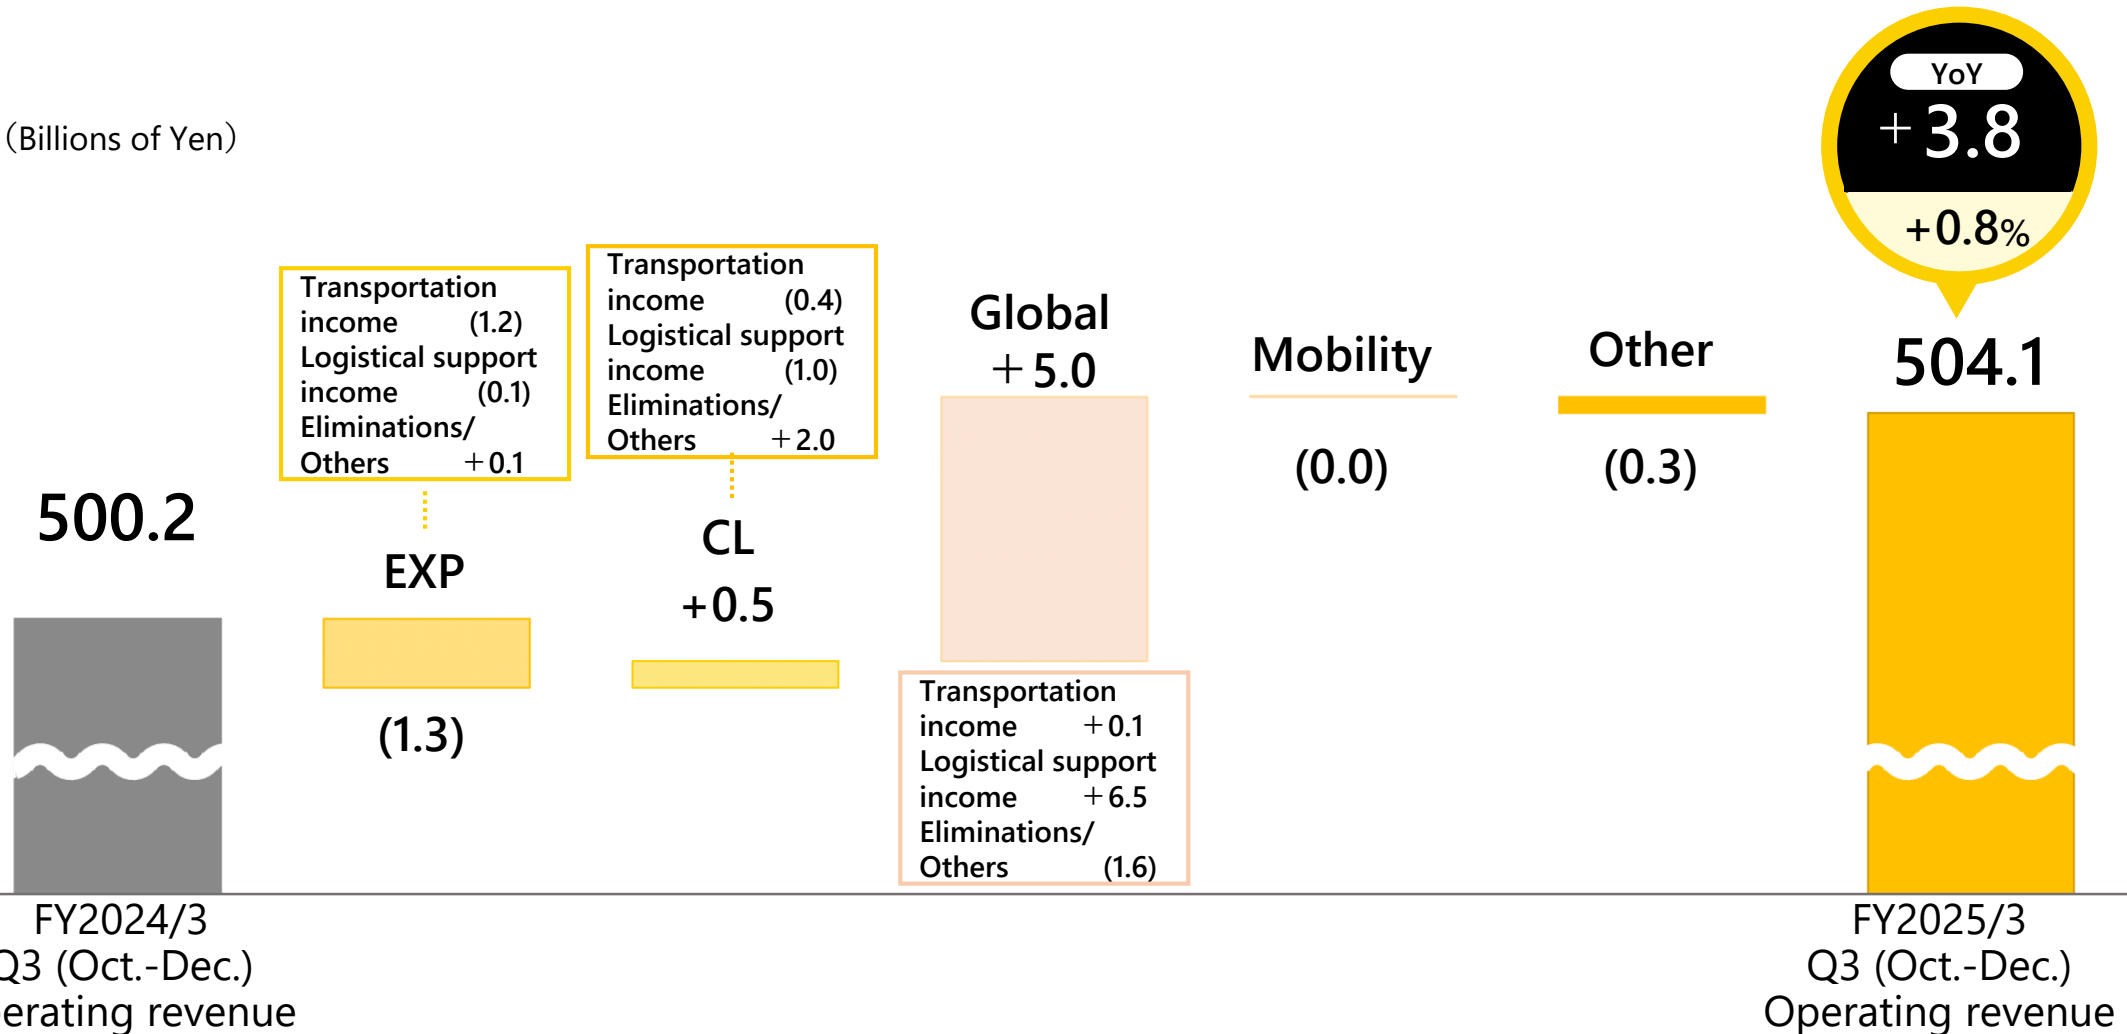 （Billions of Yen）
YoY
＋3.8
+0.8%
500.2
Transportation
income (1.2)
Logistical support
income (0.1)
Eliminations/
Others ＋0.1
EXP
(1.3)
Transportation
income (0.4)
Logistical support
income (1.0)
Eliminations/
Others ＋2.0
CL
+0.5
Global
＋5.0
Transportation
income ＋0.1
Logistical support
income ＋6.5
Eliminations/
Others (1.6)
Mobility
(0.0)
Other
(0.3)
504.1
FY2024/3
Q3 (Oct.-Dec.)
erating revenue
FY2025/3
Q3 (Oct.-Dec.)
Operating revenue